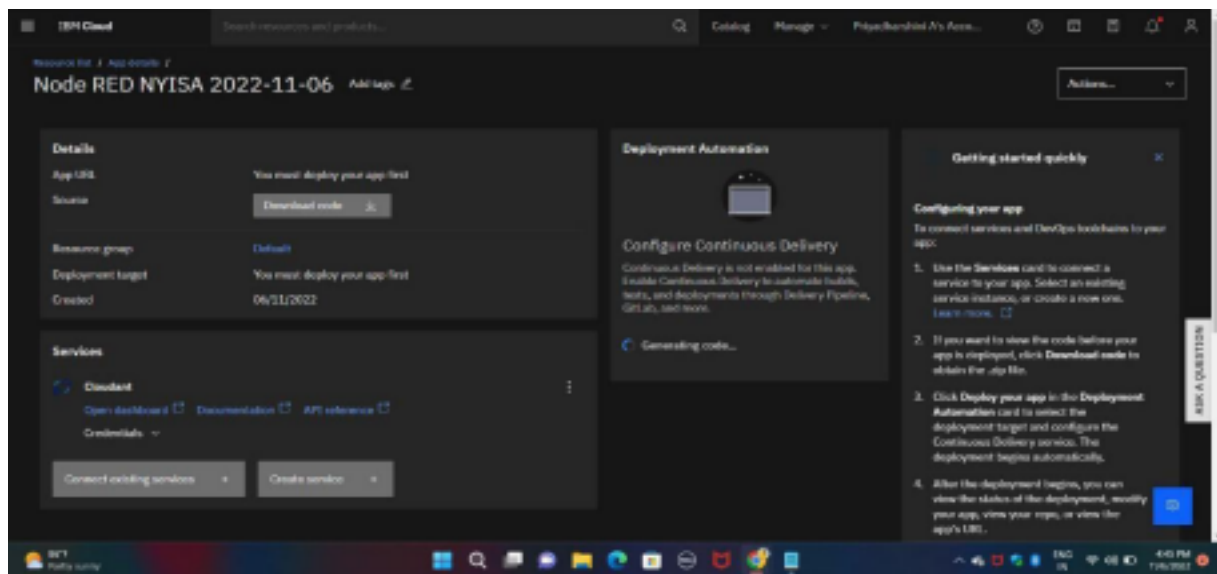 IBM Cloud
Search resources and products...
Catalog
Manage
Priyadharshini A's Acco...
Resource list / App details /
Node RED NYISA 2022-11-06
Add tags
Actions...
Details
App URL
You must deploy your app first
Source
Download code
Resource group
Default
Deployment target
You must deploy your app first
Created
06/11/2022
Services
Cloudant
Open dashboard
Documentation
API reference
Credentials
Connect existing services
Create service
Deployment Automation
Configure Continuous Delivery
Continuous Delivery is not enabled for this app.
Enable Continuous Delivery to automate builds,
tests, and deployments through Delivery Pipeline,
GitLab, and more.
Generating code...
Getting started quickly
Configuring your app
To connect services and DevOps toolchains to your
app:
1. Use the Services card to connect a
service to your app. Select an existing
service instance, or create a new one.
Learn more.
2. If you want to view the code before your
app is deployed, click Download code to
obtain the .zip file.
3. Click Deploy your app in the Deployment
Automation card to select the
deployment target and configure the
Continuous Delivery service. The
deployment begins automatically.
4. After the deployment begins, you can
view the status of the deployment, modify
your app, view your repo, or view the
app's URL.
ASK A QUESTION
Partly sunny
ENG
IN
4:45 PM
11/6/2022